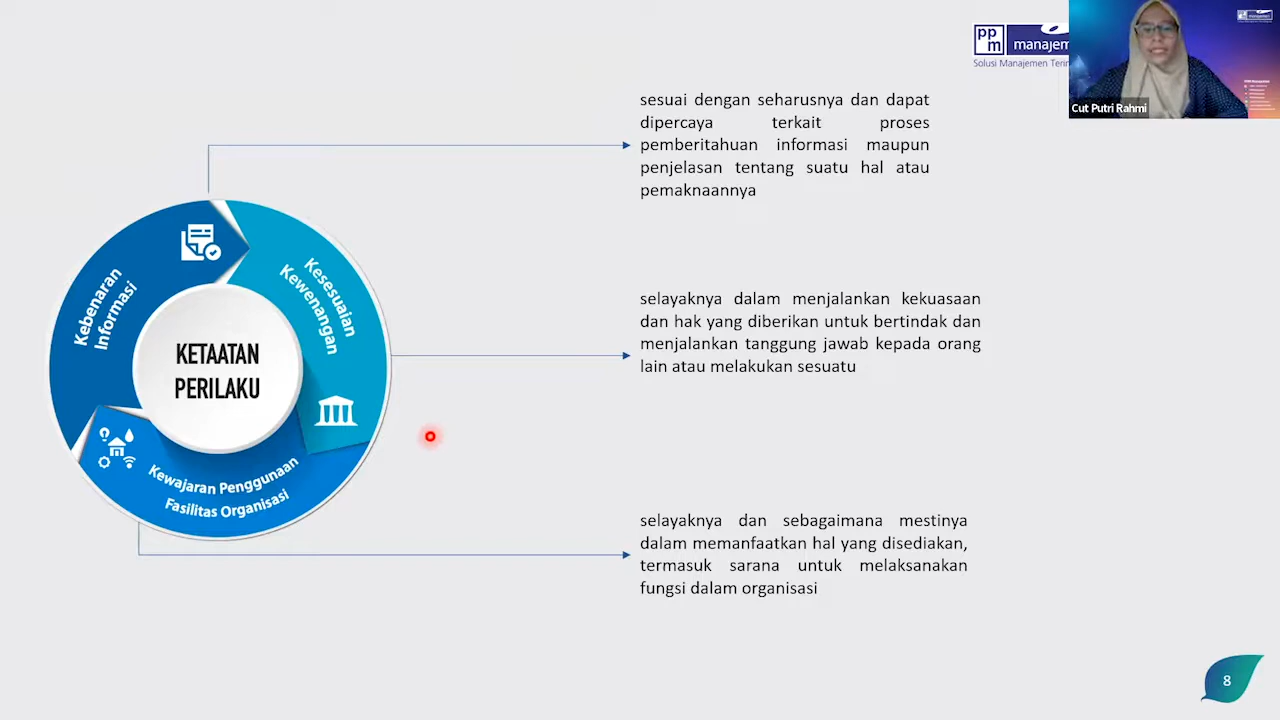 ppm
manajem
Solusi Manajemen Terin
Cut Putri Rahmi
sesuai dengan seharusnya dan dapat
dipercaya terkait proses
pemberitahuan informasi maupun
penjelasan tentang suatu hal atau
pemaknaannya
Kebenaran
Informasi
Kesesuaian
Kewenangan
KETAATAN
PERILAKU
selayaknya dalam menjalankan kekuasaan
dan hak yang diberikan untuk bertindak dan
menjalankan tanggung jawab kepada orang
lain atau melakukan sesuatu
Kewajaran Penggunaan
Fasilitas Organisasi
selayaknya dan sebagaimana mestinya
dalam memanfaatkan hal yang disediakan,
termasuk sarana untuk melaksanakan
fungsi dalam organisasi
8